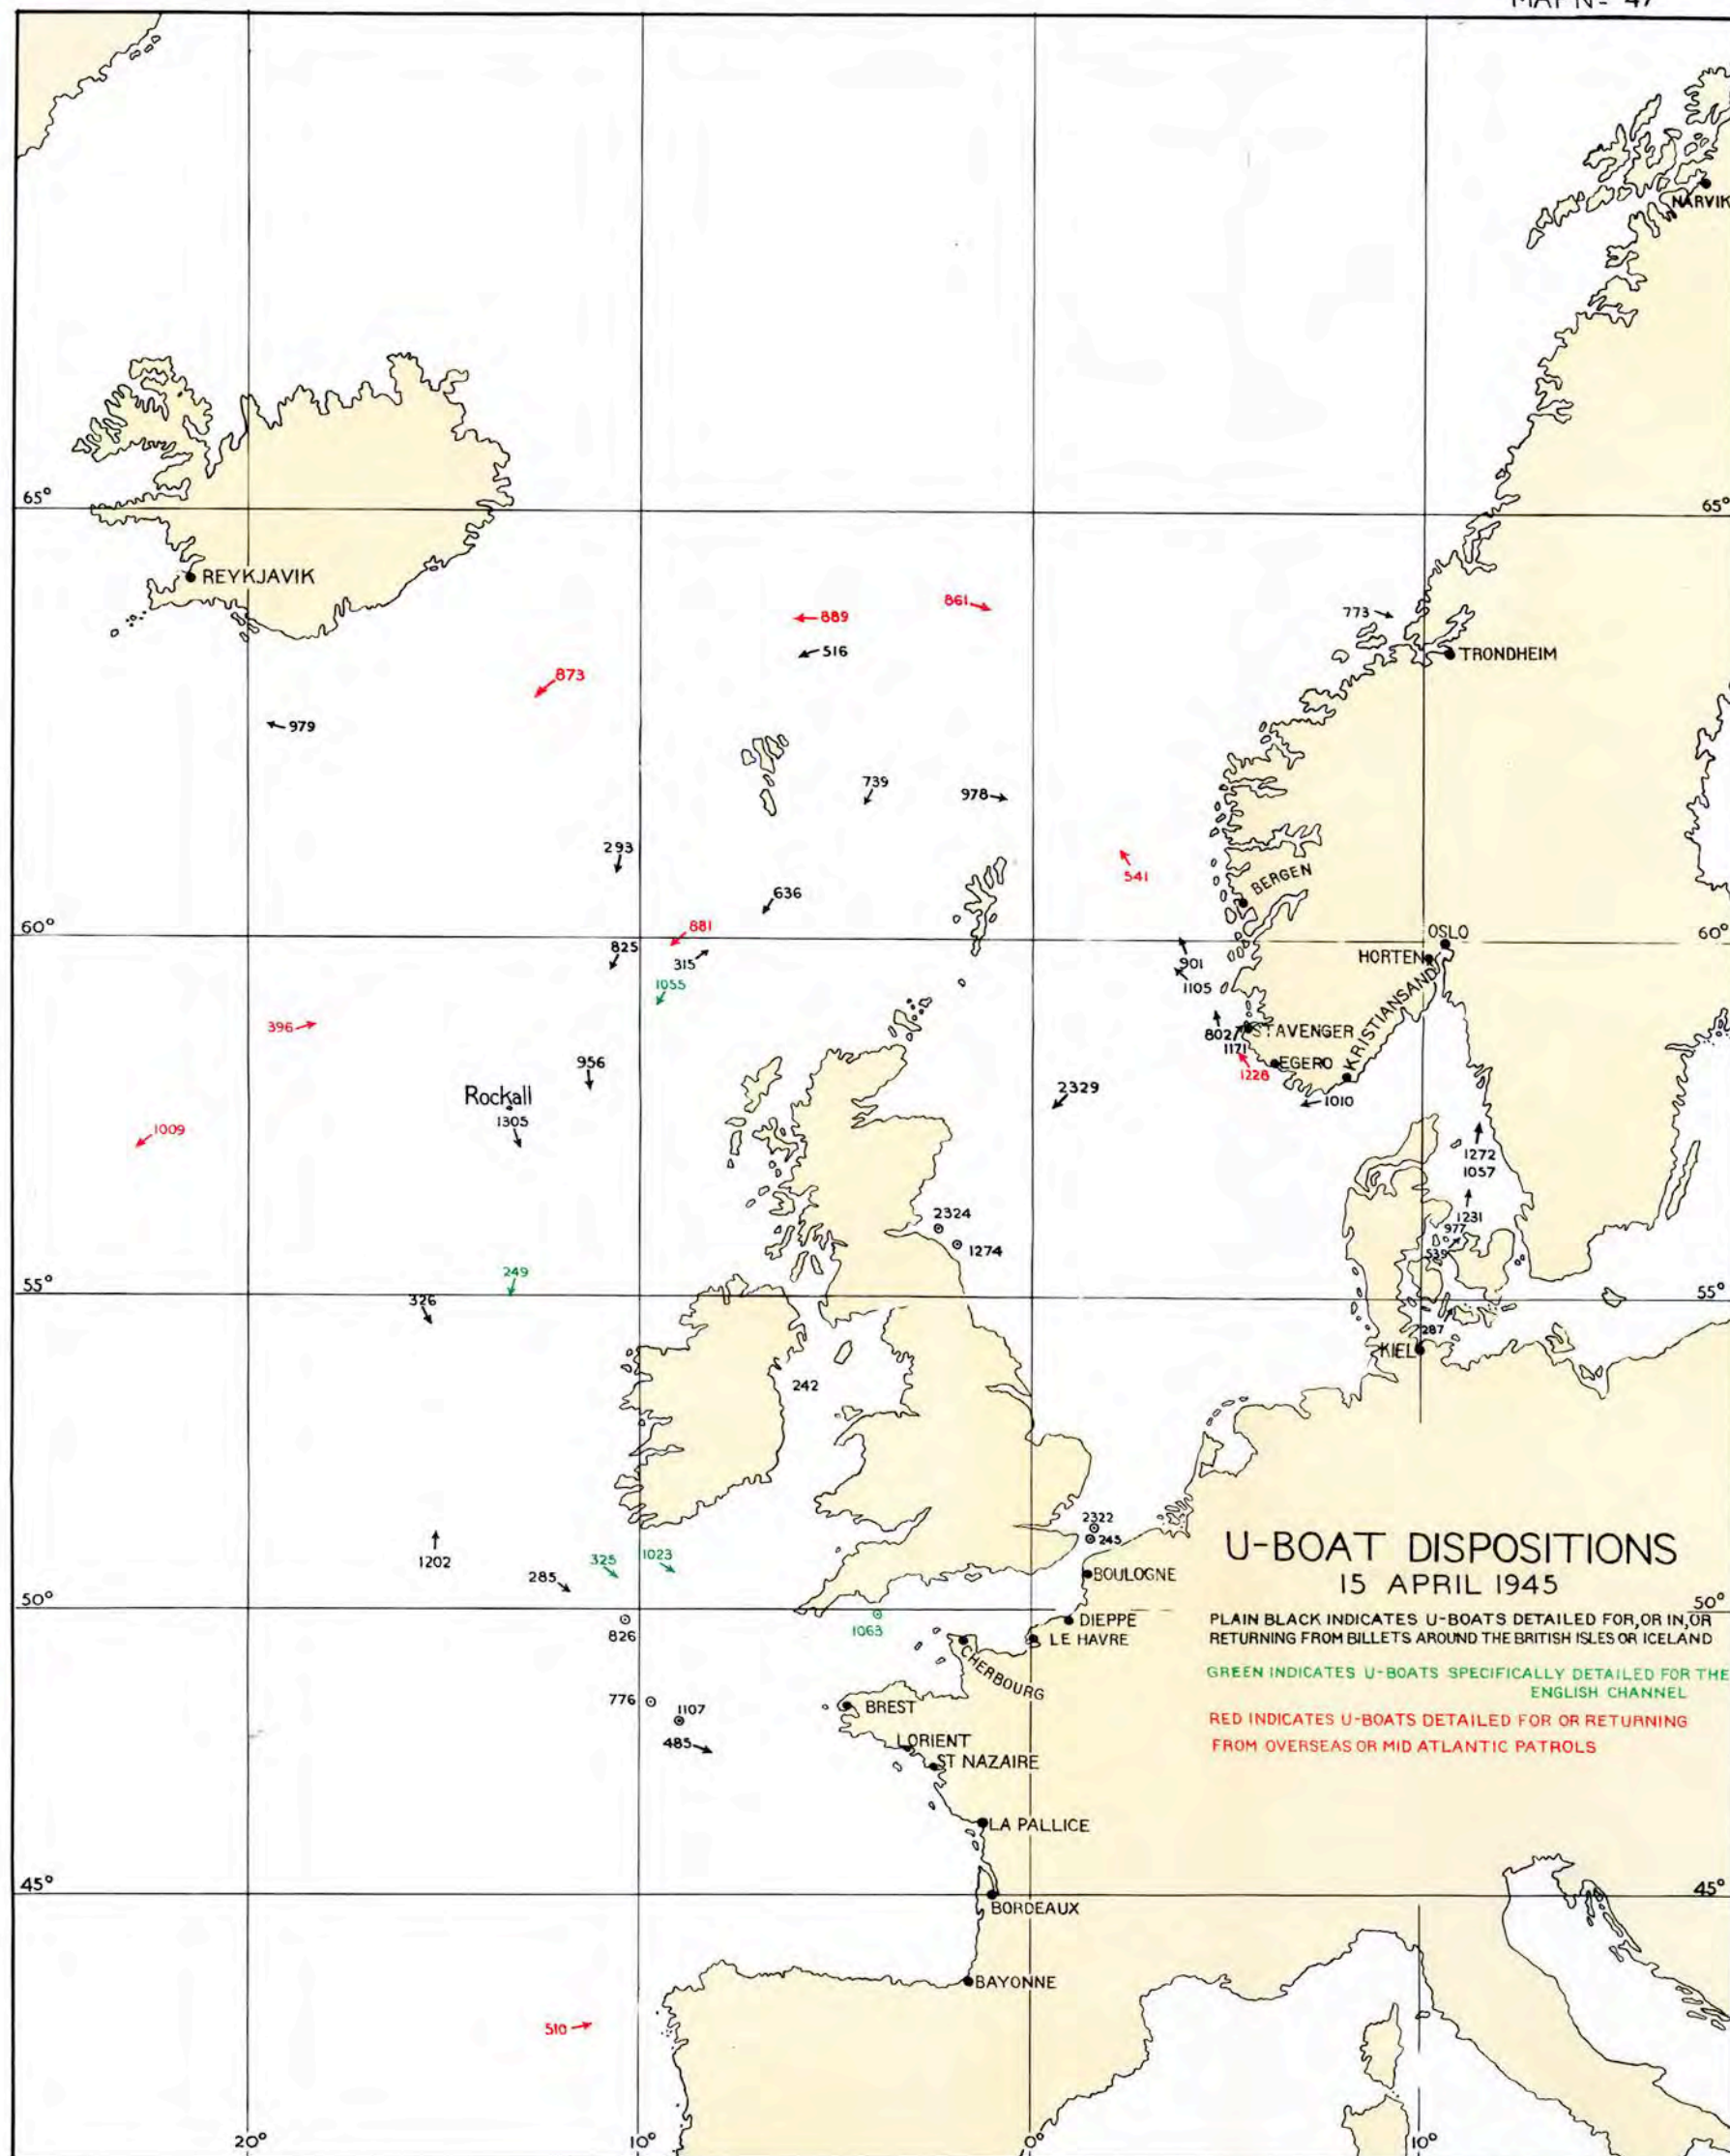 MAP Nº 47
NARVIK
65°
65°
REYKJAVIK
861
889
773
516
TRONDHEIM
873
979
739
978
293
541
BERGEN
636
60°
881
OSLO
60°
825
315
HORTEN
901
1055
1105
KRISTIANSAND
396
802
STAVENGER
1171
956
EGERO
1228
2329
Rockall
1010
1305
1009
1272
1057
2324
1231
977
1274
539
249
55°
55°
326
287
KIEL
242
2322
245
1202
325
1023
285
BOULOGNE
U-BOAT DISPOSITIONS
15 APRIL 1945
50°
50°
826
1063
DIEPPE
LE HAVRE
PLAIN BLACK INDICATES U-BOATS DETAILED FOR, OR IN, OR
RETURNING FROM BILLETS AROUND THE BRITISH ISLES OR ICELAND
CHERBOURG
GREEN INDICATES U-BOATS SPECIFICALLY DETAILED FOR THE
ENGLISH CHANNEL
776
1107
BREST
RED INDICATES U-BOATS DETAILED FOR OR RETURNING
FROM OVERSEAS OR MID ATLANTIC PATROLS
485
LORIENT
ST NAZAIRE
LA PALLICE
45°
45°
BORDEAUX
BAYONNE
510
20°
10°
0°
10°